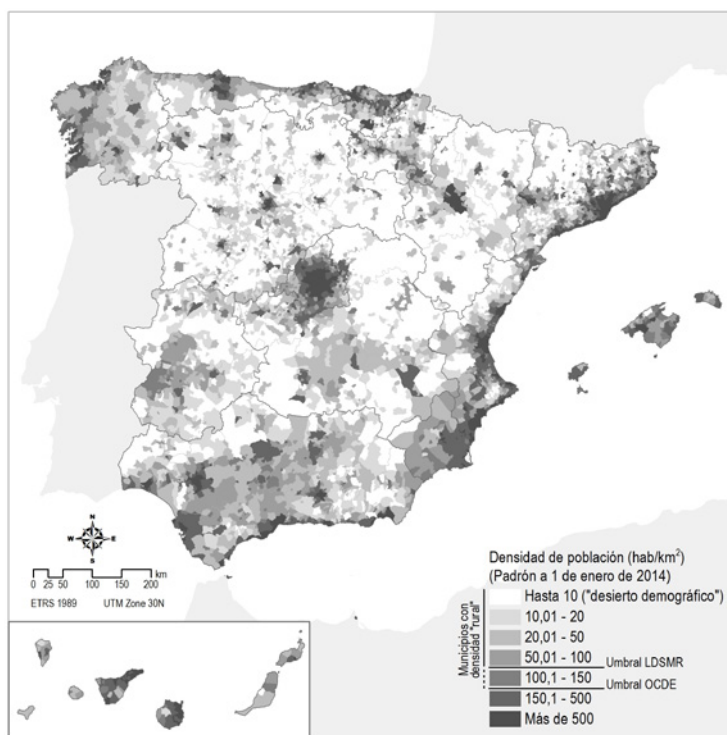 N
W E
S
0 25 50 100 150 200
km
ETRS 1989 UTM Zone 30N
Densidad de población (hab/km²)
(Padrón a 1 de enero de 2014)
Municipios con
densidad "rural"
Hasta 10 ("desierto demográfico")
10,01 - 20
20,01 - 50
50,01 - 100
Umbral LDSMR
100,1 - 150
Umbral OCDE
150,1 - 500
Más de 500